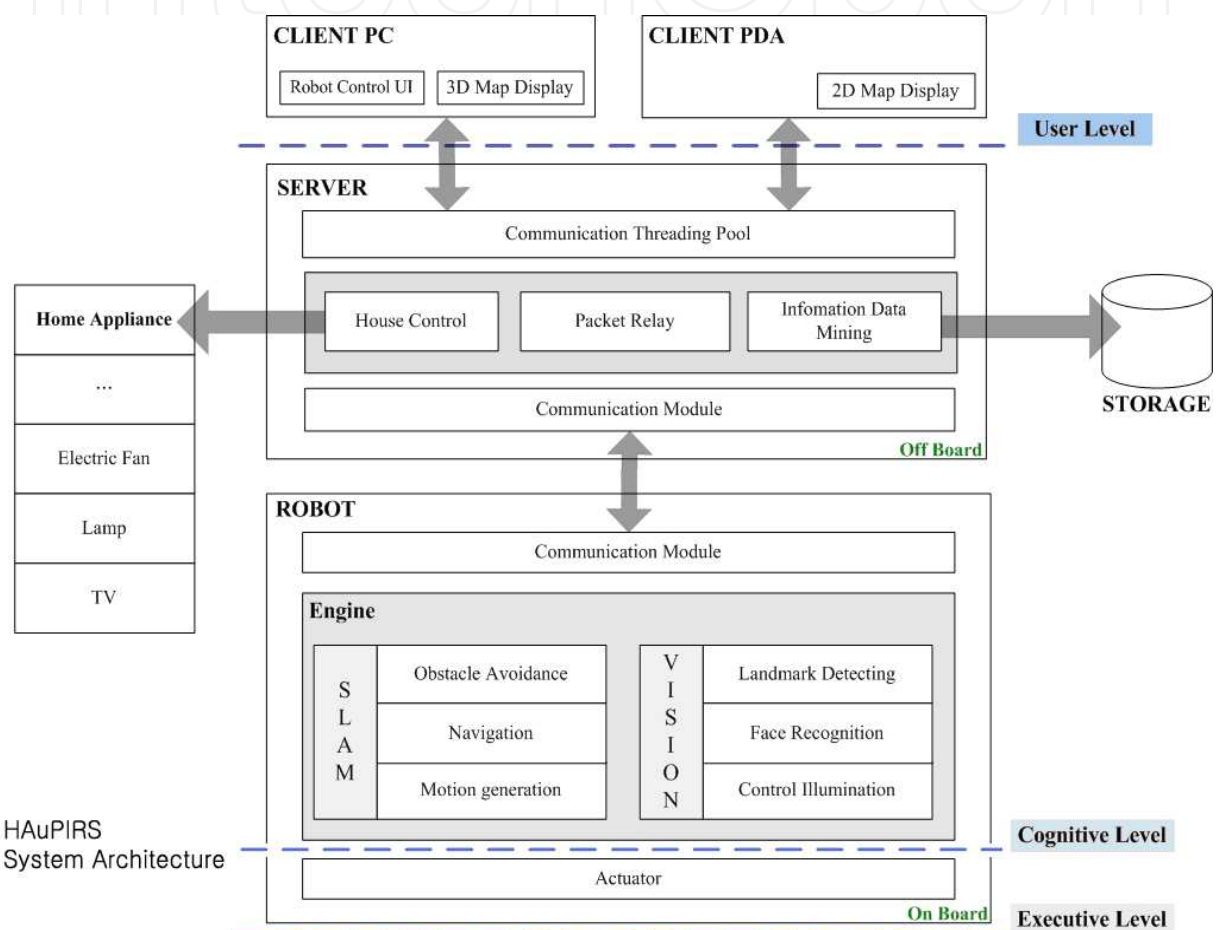 CLIENT PC
Robot Control UI
3D Map Display
CLIENT PDA
2D Map Display
User Level
SERVER
Communication Threading Pool
Home Appliance
...
Electric Fan
Lamp
TV
House Control
Packet Relay
Infomation Data
Mining
STORAGE
Communication Module
Off Board
ROBOT
Communication Module
Engine
SLAM
Obstacle Avoidance
Navigation
Motion generation
VISION
Landmark Detecting
Face Recognition
Control Illumination
HAuPIRS
System Architecture
Cognitive Level
Actuator
On Board
Executive Level